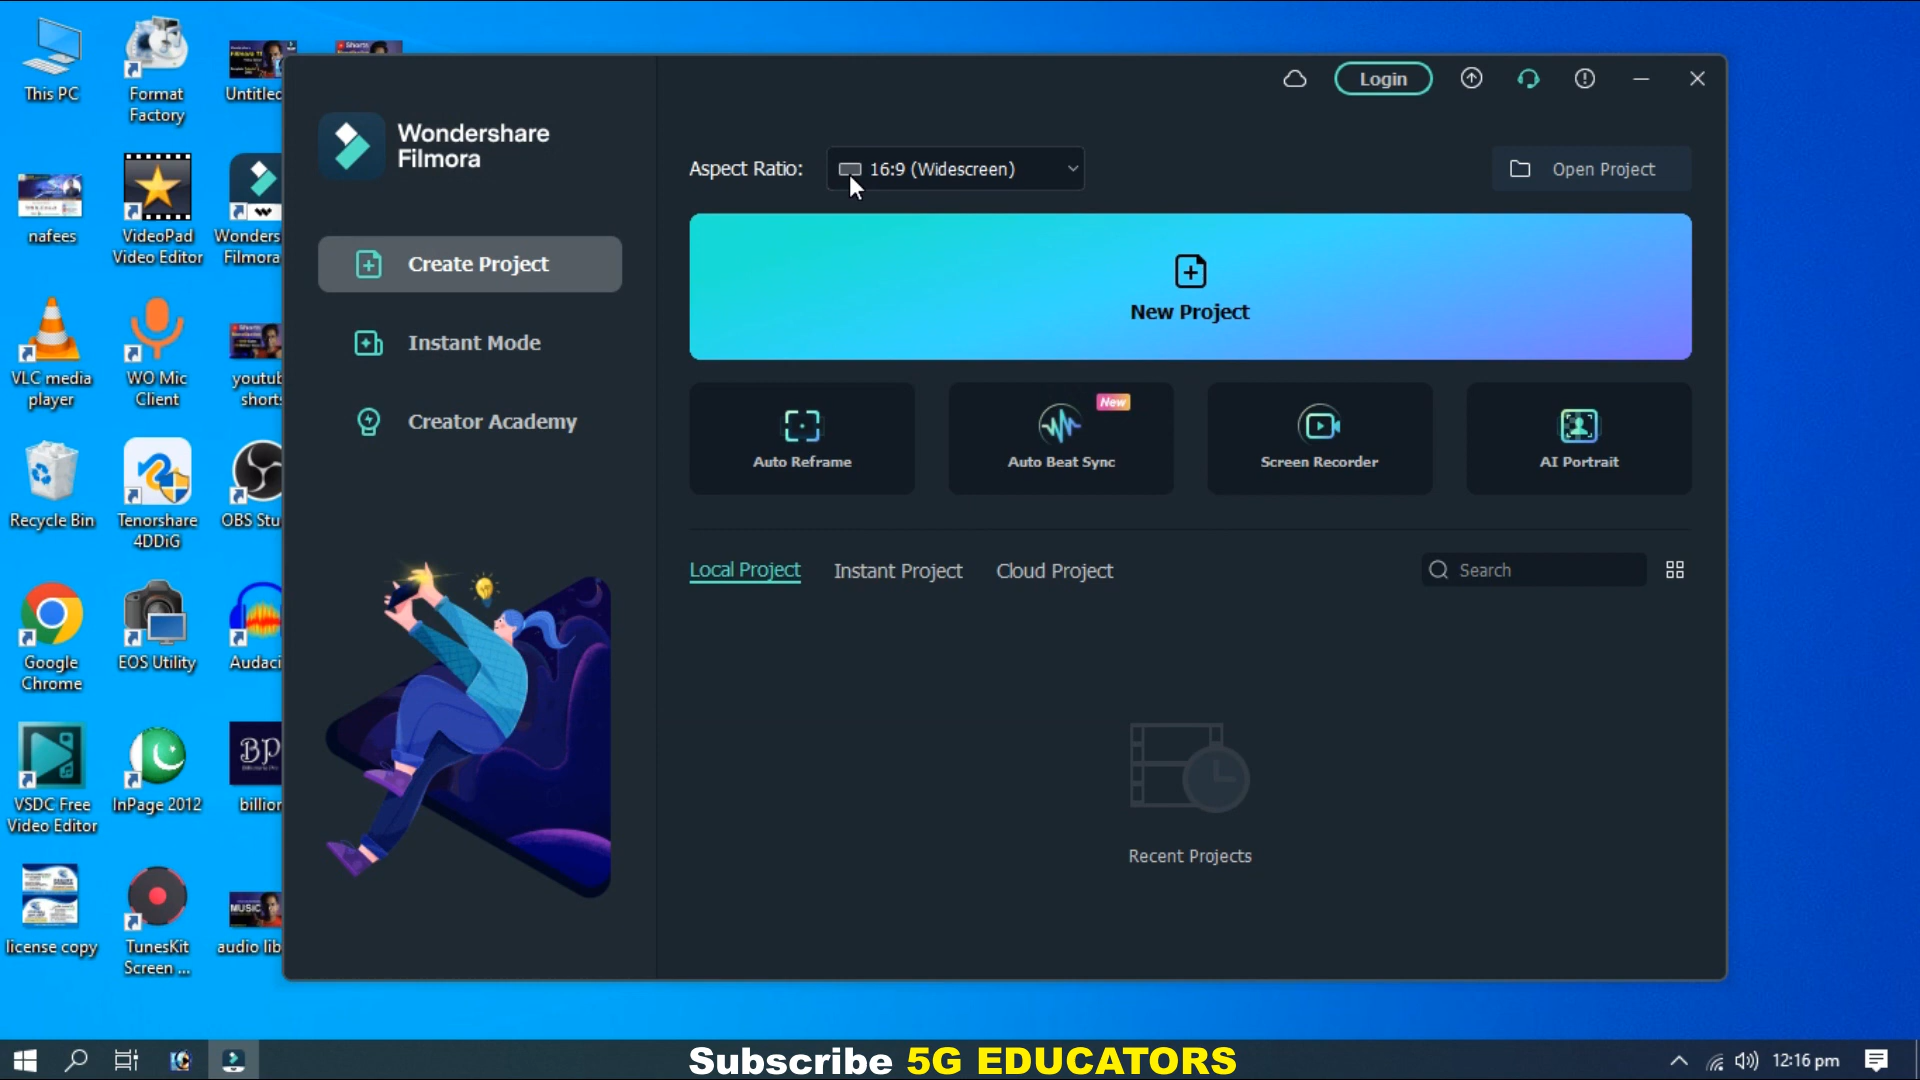 This PC
Format
Factory
Untitled
nafees
VideoPad
Video Editor
Wonders
Filmora
VLC media
player
WO Mic
Client
youtub
shorts
Recycle Bin
Tenorshare
4DDiG
OBS Stu
Google
Chrome
EOS Utility
Audaci
VSDC Free
Video Editor
InPage 2012
BP
billion
license copy
TunesKit
Screen ...
MUSIC
audio lib
Wondershare
Filmora
Create Project
Instant Mode
Creator Academy
Login
Aspect Ratio:
16:9 (Widescreen)
Open Project
New Project
Auto Reframe
New
Auto Beat Sync
Screen Recorder
AI Portrait
Local Project
Instant Project
Cloud Project
Search
Recent Projects
Subscribe 5G EDUCATORS
12:16 pm